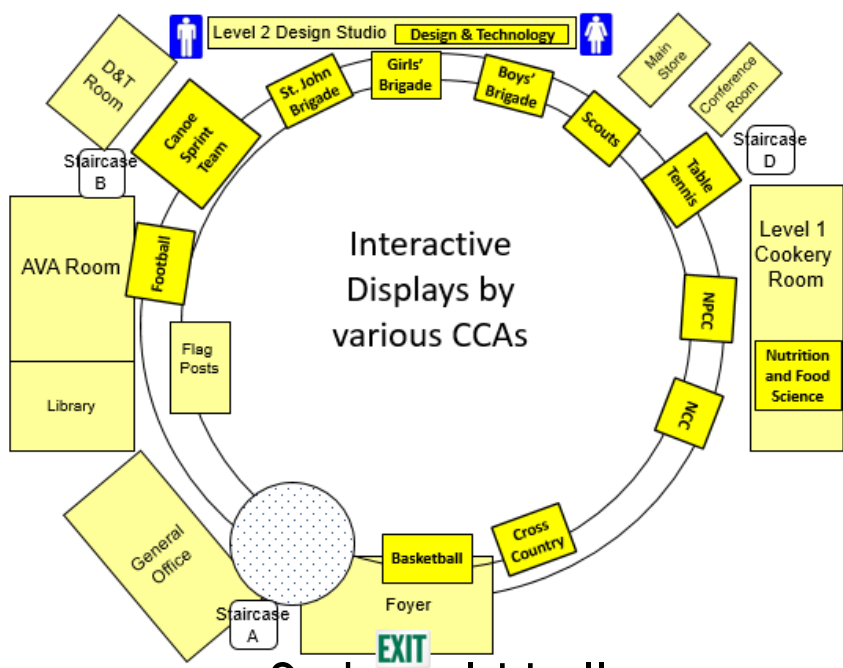 Level 2 Design Studio
Design & Technology
D&T
Room
St. John
Brigade
Girls'
Brigade
Boys'
Brigade
Scouts
Main
Store
Conference
Room
Canoe
Sprint
Team
Staircase
B
Table
Tennis
Staircase
D
AVA Room
Football
Interactive
Displays by
various CCAs
Level 1
Cookery
Room
NPCC
Flag
Posts
Nutrition
and Food
Science
Library
NCC
General
Office
Cross
Country
Basketball
Foyer
Staircase
A
EXIT